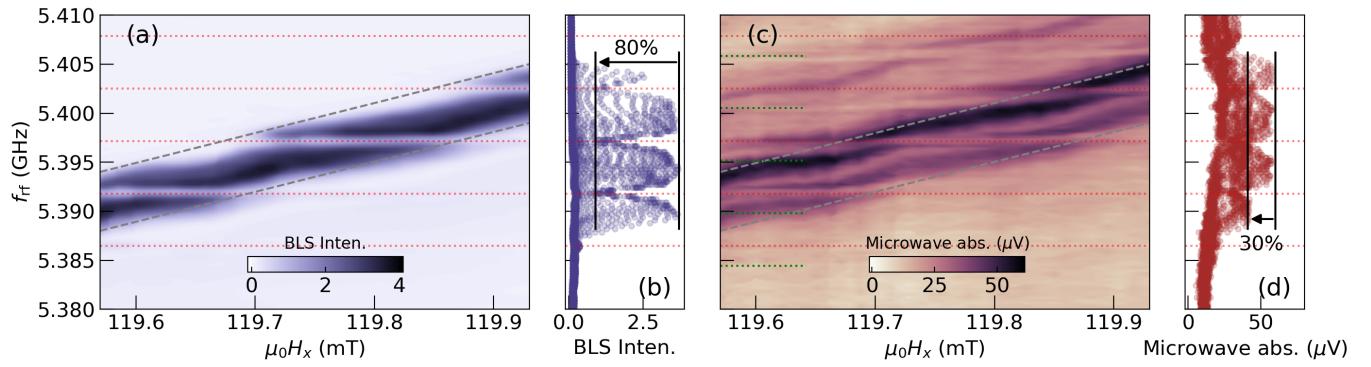 5.410
5.405
5.400
5.395
5.390
5.385
5.380
f_rf (GHz)
(a)
BLS Inten.
0 2 4
119.6 119.7 119.8 119.9
μ₀Hₓ (mT)
80%
(b)
0.0 2.5
BLS Inten.
(c)
Microwave abs. (μV)
0 25 50
119.6 119.7 119.8 119.9
μ₀Hₓ (mT)
30%
(d)
0 50
Microwave abs. (μV)